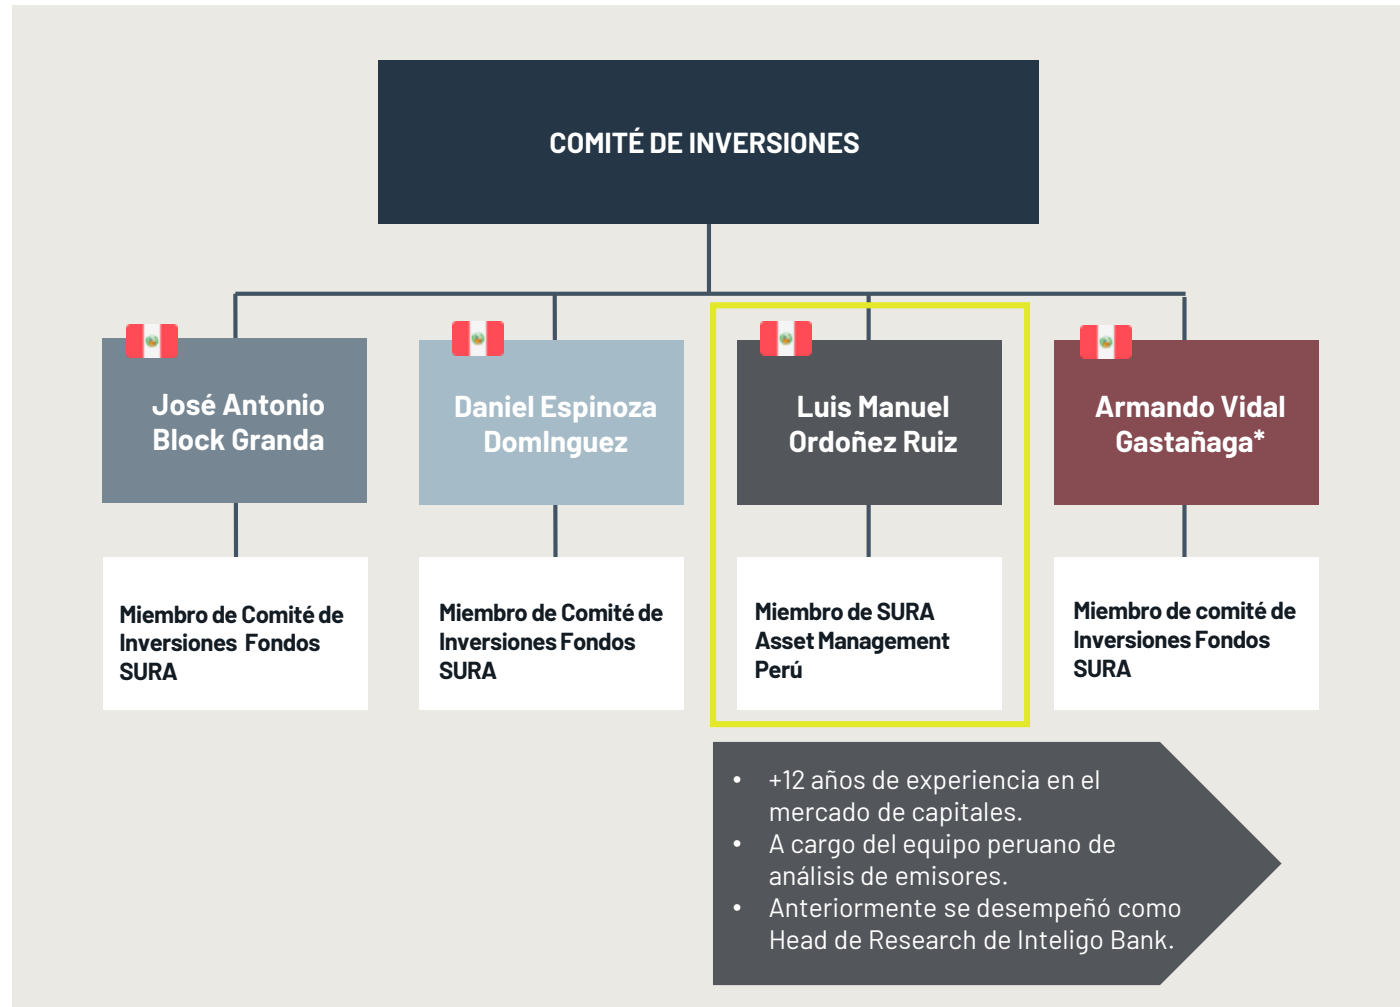 COMITÉ DE INVERSIONES
José Antonio
Block Granda
Daniel Espinoza
DomInguez
Luis Manuel
Ordoñez Ruiz
Armando Vidal
Gastañaga*
Miembro de Comité de
Inversiones Fondos
SURA
Miembro de Comité de
Inversiones Fondos
SURA
Miembro de SURA
Asset Management
Perú
Miembro de comité de
Inversiones Fondos
SURA
• +12 años de experiencia en el
mercado de capitales.
• A cargo del equipo peruano de
análisis de emisores.
• Anteriormente se desempeñó como
Head de Research de Inteligo Bank.